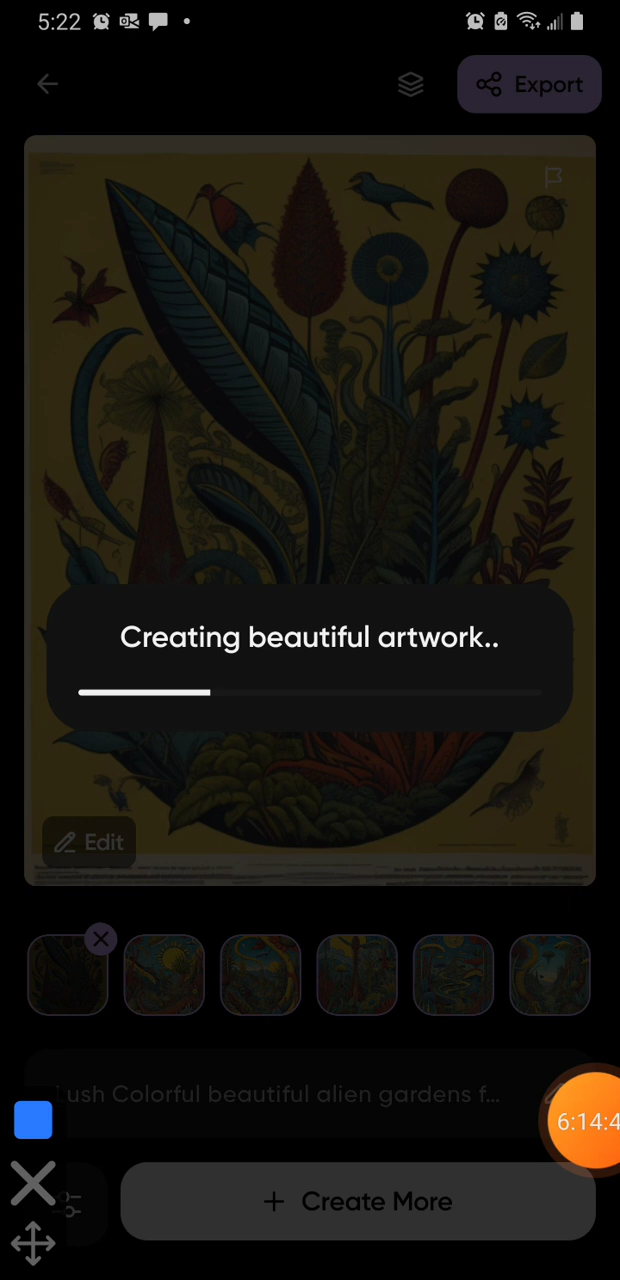 5:22
Export
Creating beautiful artwork..
Edit
Lush Colorful beautiful alien gardens f...
6:14:4
+ Create More